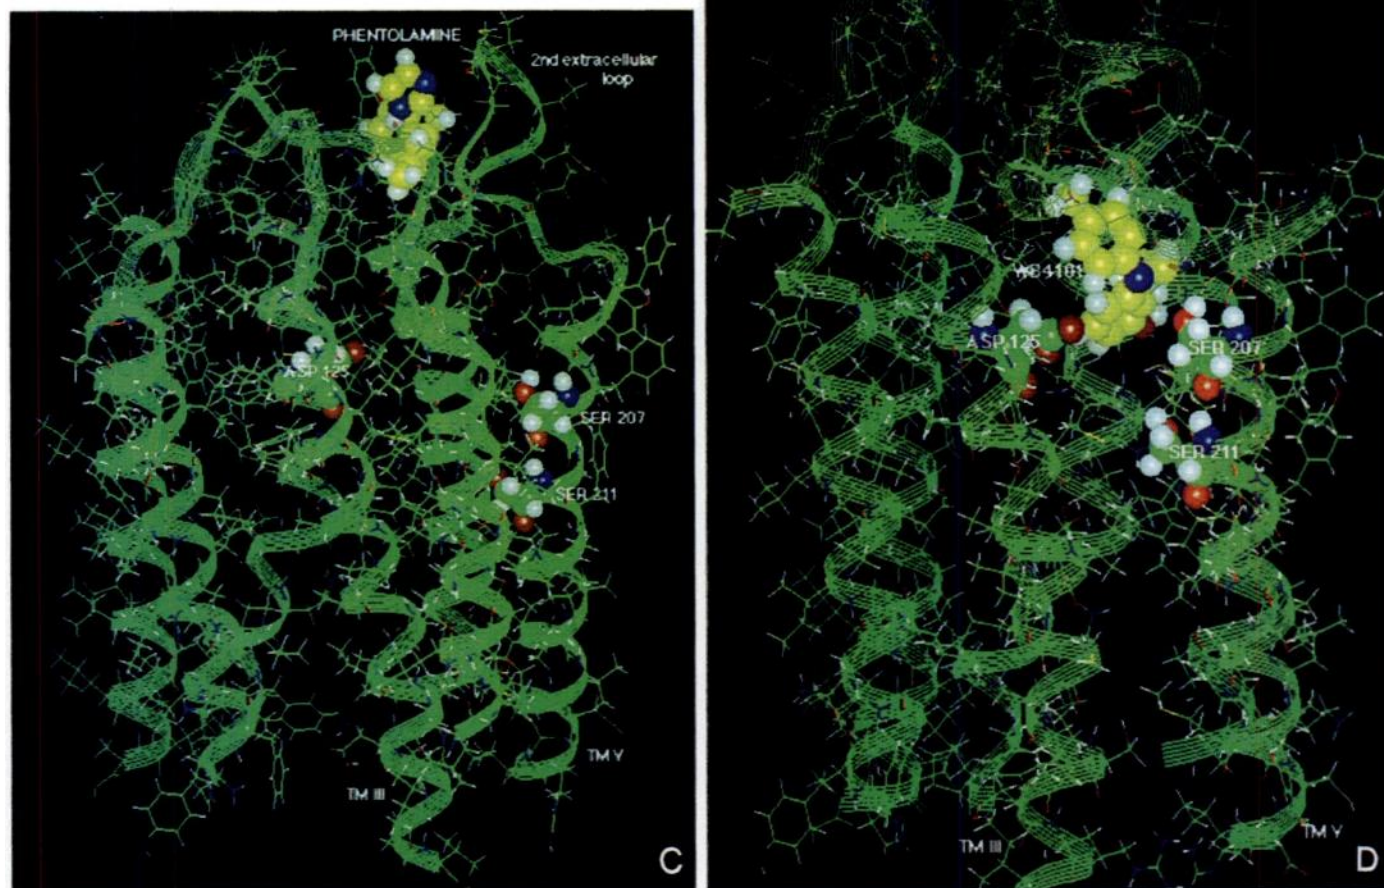 PHENTOLAMINE
2nd extracellular
loop
ASP 125
SER 207
SER 211
TM V
TM III
C
WB4101
ASP 125
SER 207
SER 211
TM III
TM V
D